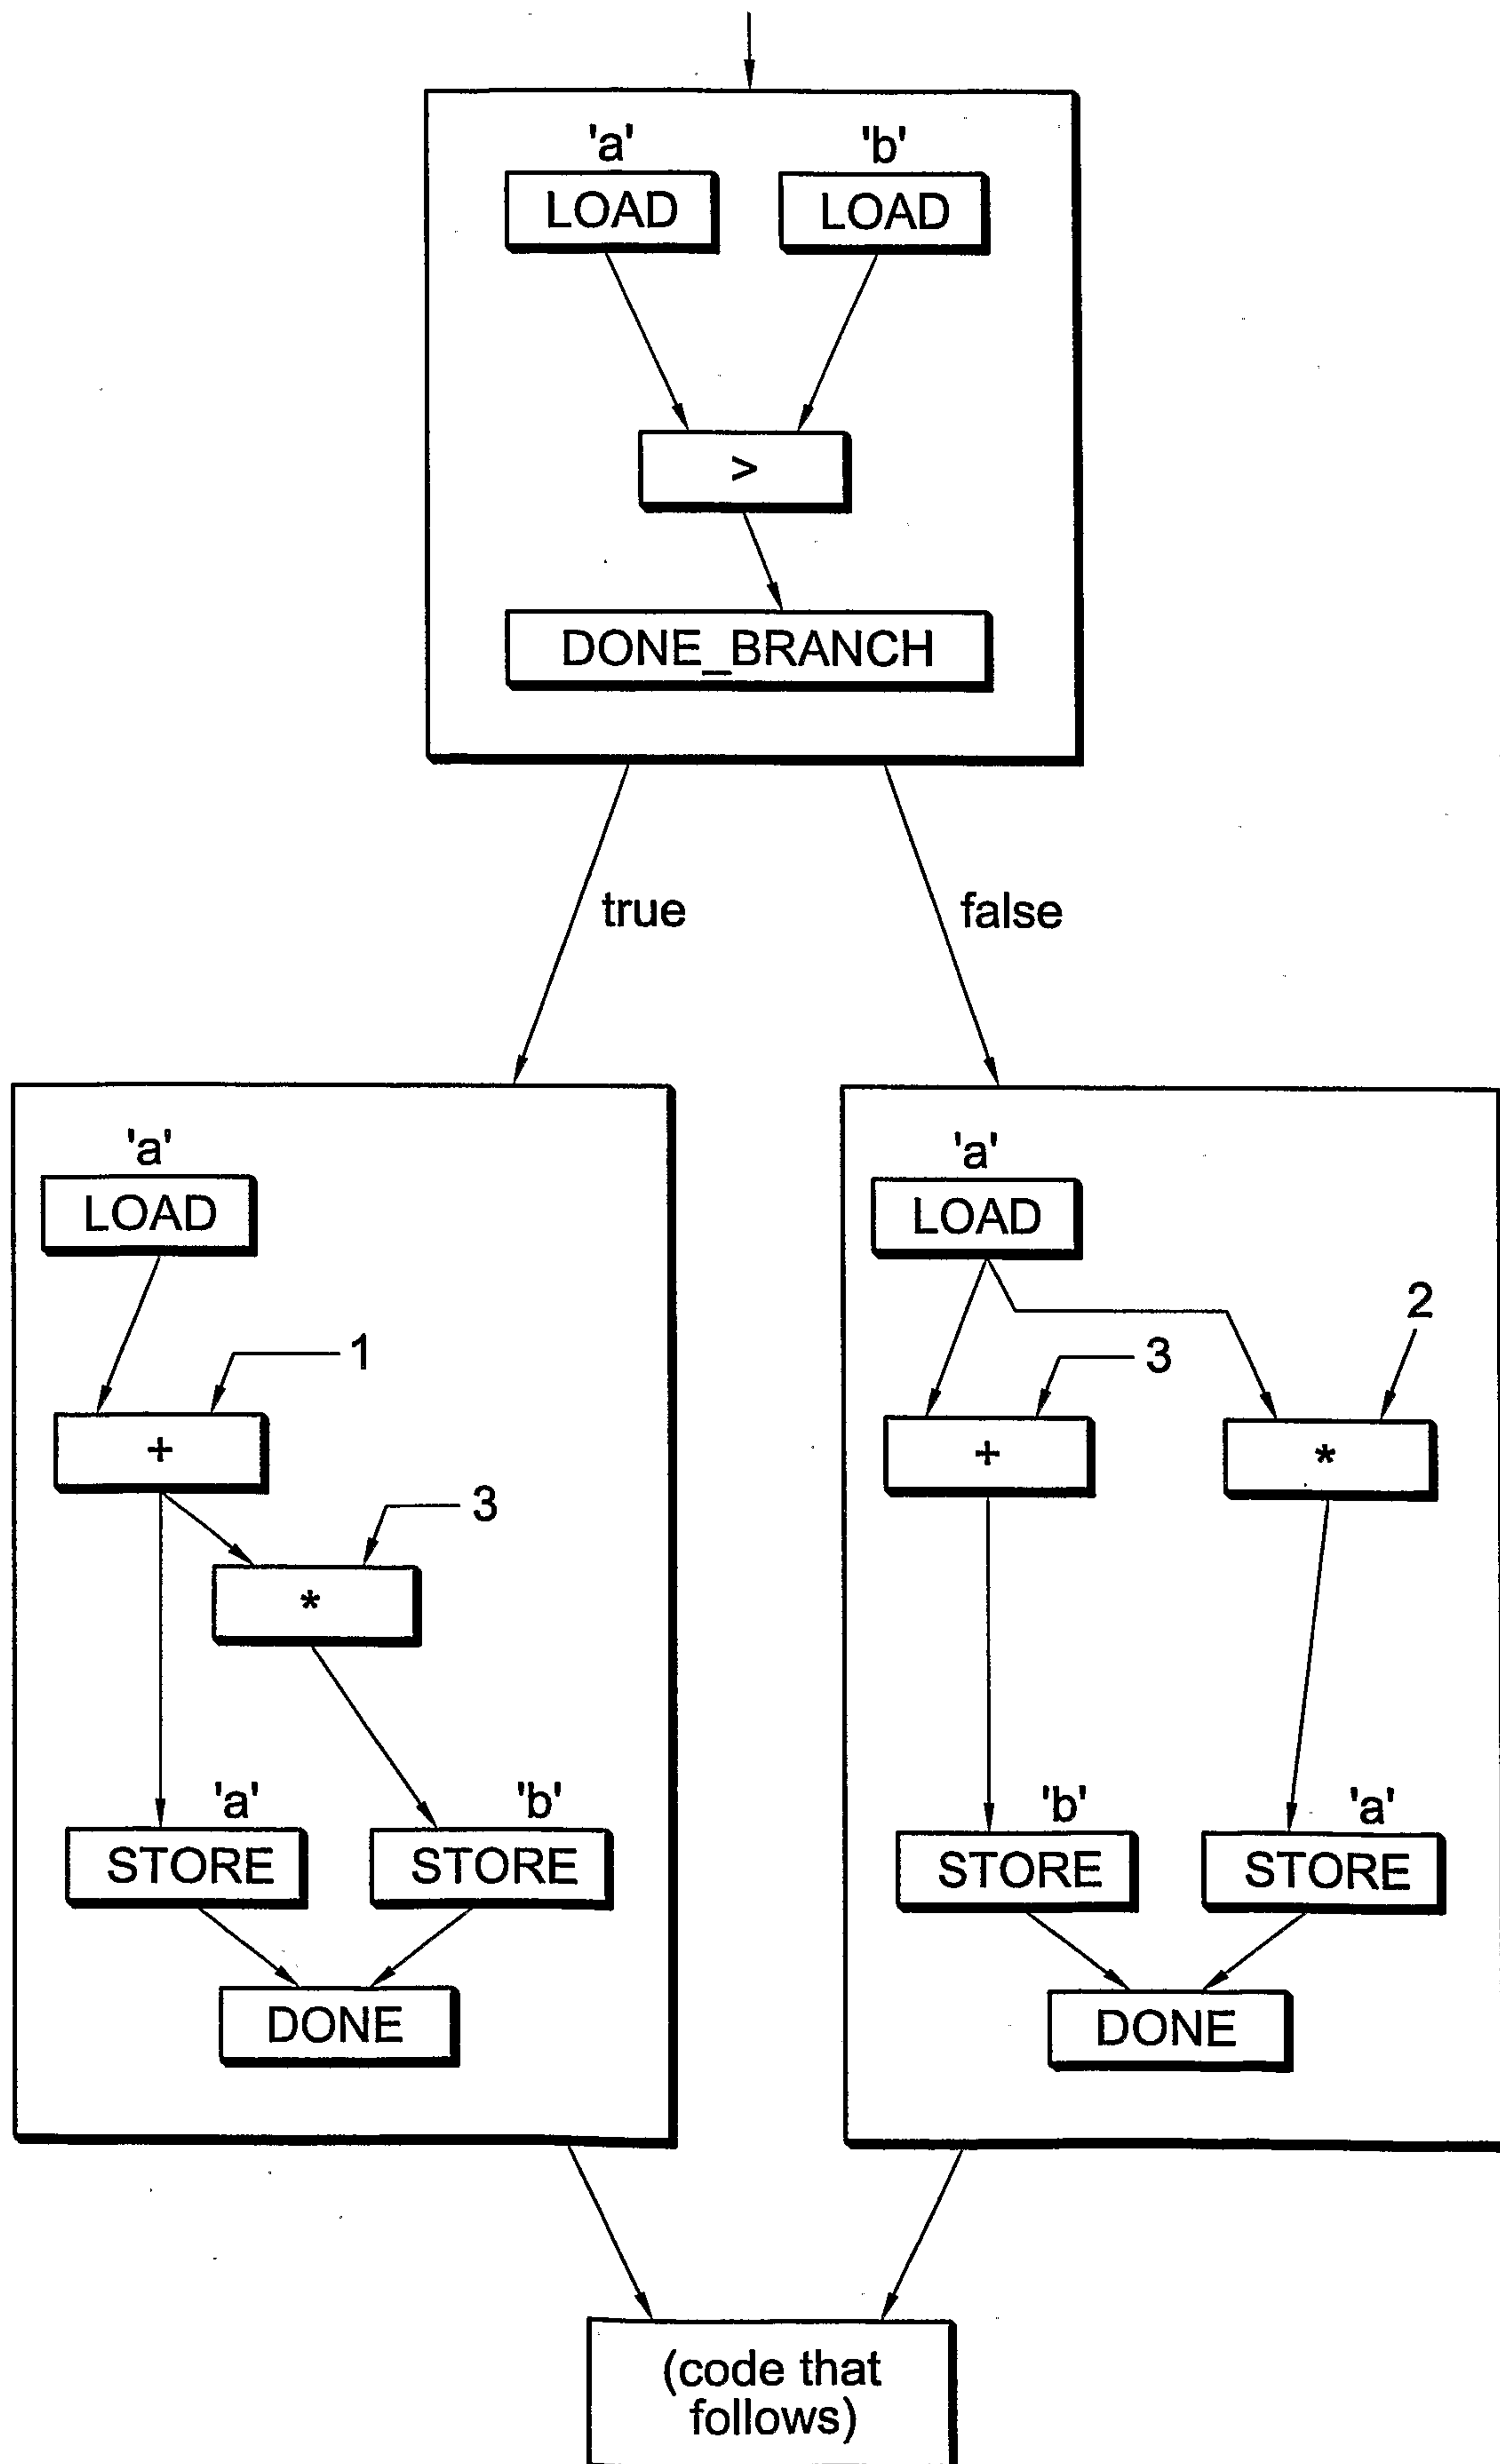 'a' 'b'
LOAD LOAD
>
DONE_BRANCH
true false
'a'
LOAD
1
+
3
*
'a' 'b'
STORE STORE
DONE
'a'
LOAD
2
3
+ *
'b' 'a'
STORE STORE
DONE
(code that
follows)